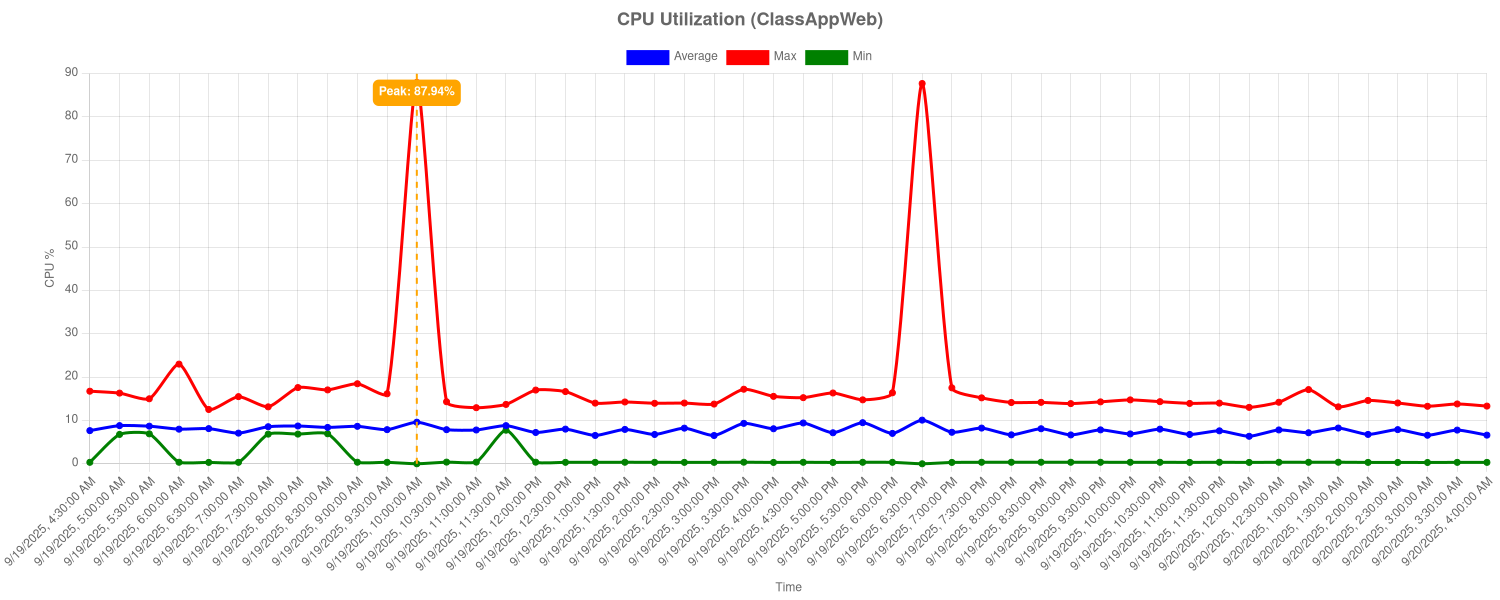 CPU Utilization (ClassAppWeb)
Average Max Min
Peak: 87.94%
90
80
70
60
50
40
30
20
10
0
CPU %
9/19/2025, 4:30:00 AM
9/19/2025, 5:00:00 AM
9/19/2025, 5:30:00 AM
9/19/2025, 6:00:00 AM
9/19/2025, 6:30:00 AM
9/19/2025, 7:00:00 AM
9/19/2025, 7:30:00 AM
9/19/2025, 8:00:00 AM
9/19/2025, 8:30:00 AM
9/19/2025, 9:00:00 AM
9/19/2025, 9:30:00 AM
9/19/2025, 10:00:00 AM
9/19/2025, 10:30:00 AM
9/19/2025, 11:00:00 AM
9/19/2025, 11:30:00 AM
9/19/2025, 12:00:00 PM
9/19/2025, 12:30:00 PM
9/19/2025, 1:00:00 PM
9/19/2025, 1:30:00 PM
9/19/2025, 2:00:00 PM
9/19/2025, 2:30:00 PM
9/19/2025, 3:00:00 PM
9/19/2025, 3:30:00 PM
9/19/2025, 4:00:00 PM
9/19/2025, 4:30:00 PM
9/19/2025, 5:00:00 PM
9/19/2025, 5:30:00 PM
9/19/2025, 6:00:00 PM
9/19/2025, 6:30:00 PM
9/19/2025, 7:00:00 PM
9/19/2025, 7:30:00 PM
9/19/2025, 8:00:00 PM
9/19/2025, 8:30:00 PM
9/19/2025, 9:00:00 PM
9/19/2025, 9:30:00 PM
9/19/2025, 10:00:00 PM
9/19/2025, 10:30:00 PM
9/19/2025, 11:00:00 PM
9/19/2025, 11:30:00 PM
9/20/2025, 12:00:00 AM
9/20/2025, 12:30:00 AM
9/20/2025, 1:00:00 AM
9/20/2025, 1:30:00 AM
9/20/2025, 2:00:00 AM
9/20/2025, 2:30:00 AM
9/20/2025, 3:00:00 AM
9/20/2025, 3:30:00 AM
9/20/2025, 4:00:00 AM
Time